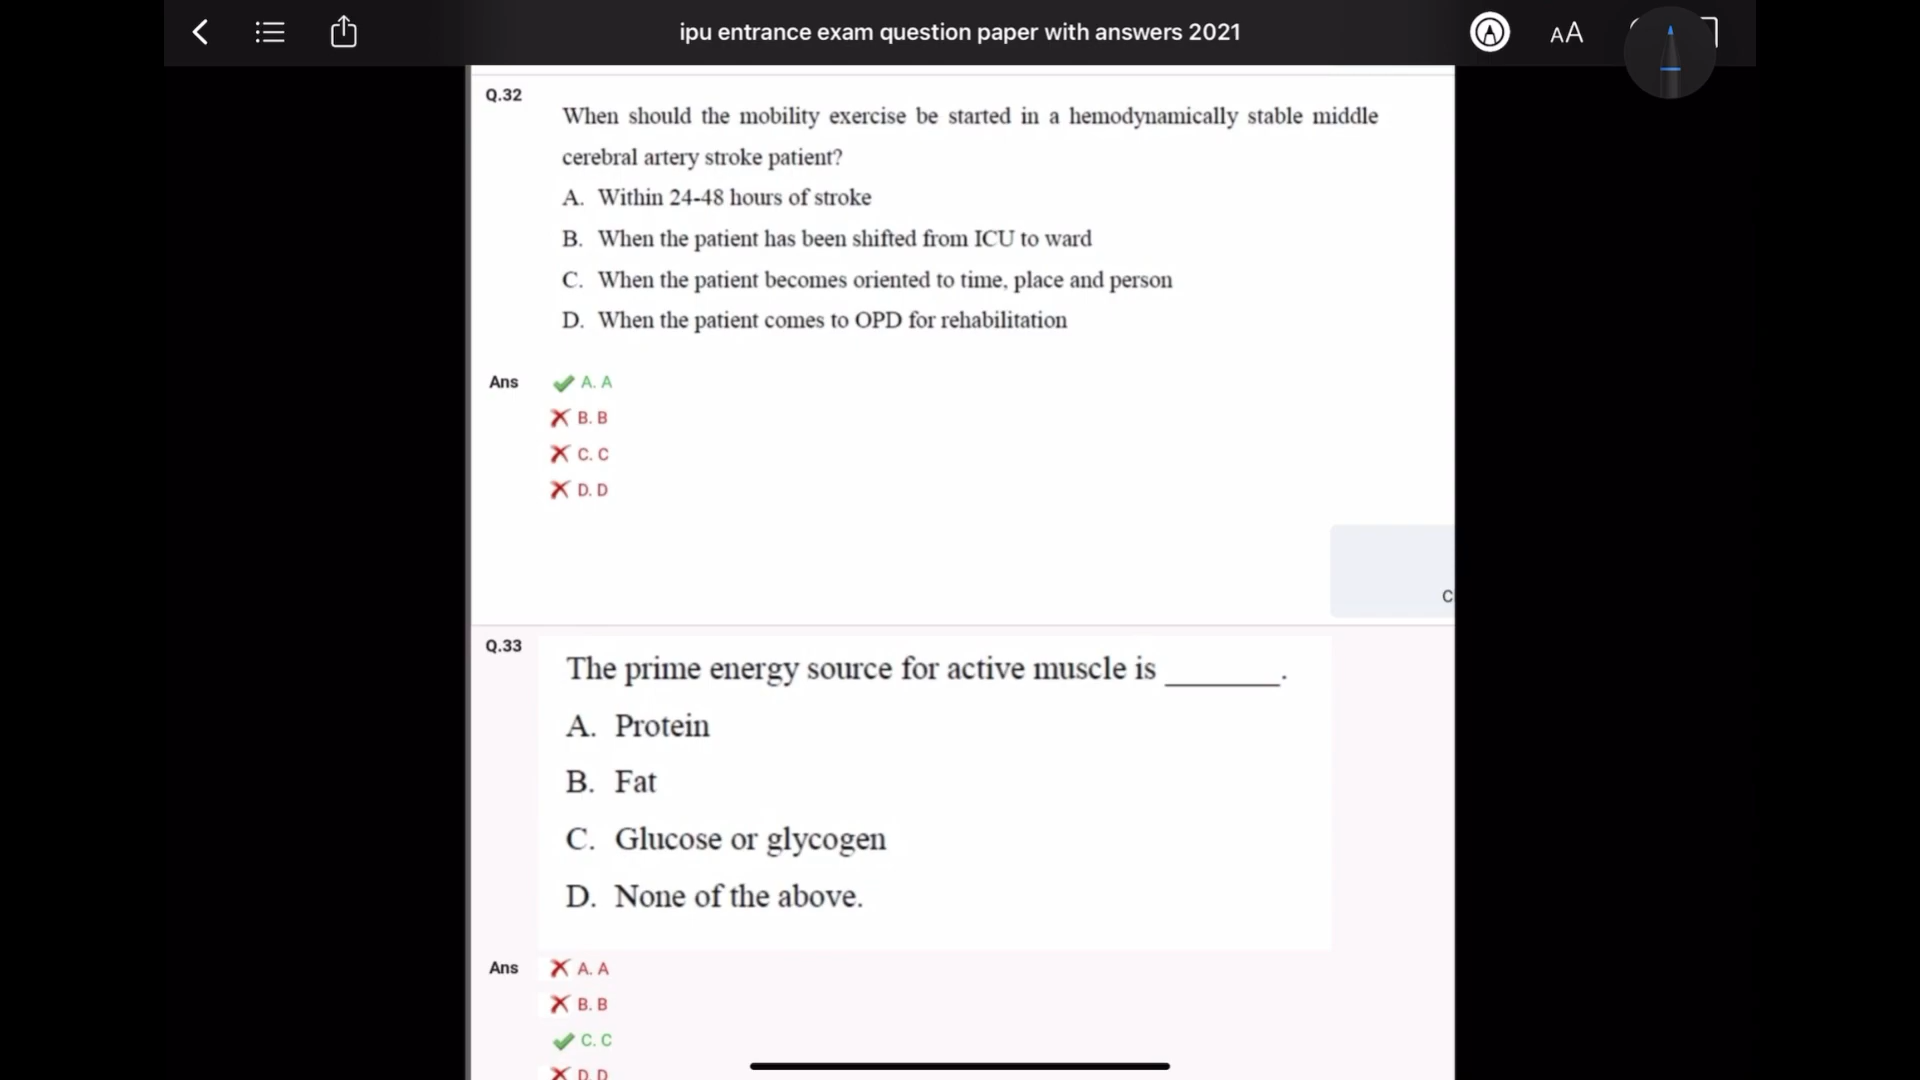 ipu entrance exam question paper with answers 2021
AA
Q.32
When should the mobility exercise be started in a hemodynamically stable middle
cerebral artery stroke patient?
A. Within 24-48 hours of stroke
B. When the patient has been shifted from ICU to ward
C. When the patient becomes oriented to time, place and person
D. When the patient comes to OPD for rehabilitation
Ans
A. A
B. B
C. C
D. D
C
Q.33
The prime energy source for active muscle is _______.
A. Protein
B. Fat
C. Glucose or glycogen
D. None of the above.
Ans
A. A
B. B
C. C
D. D